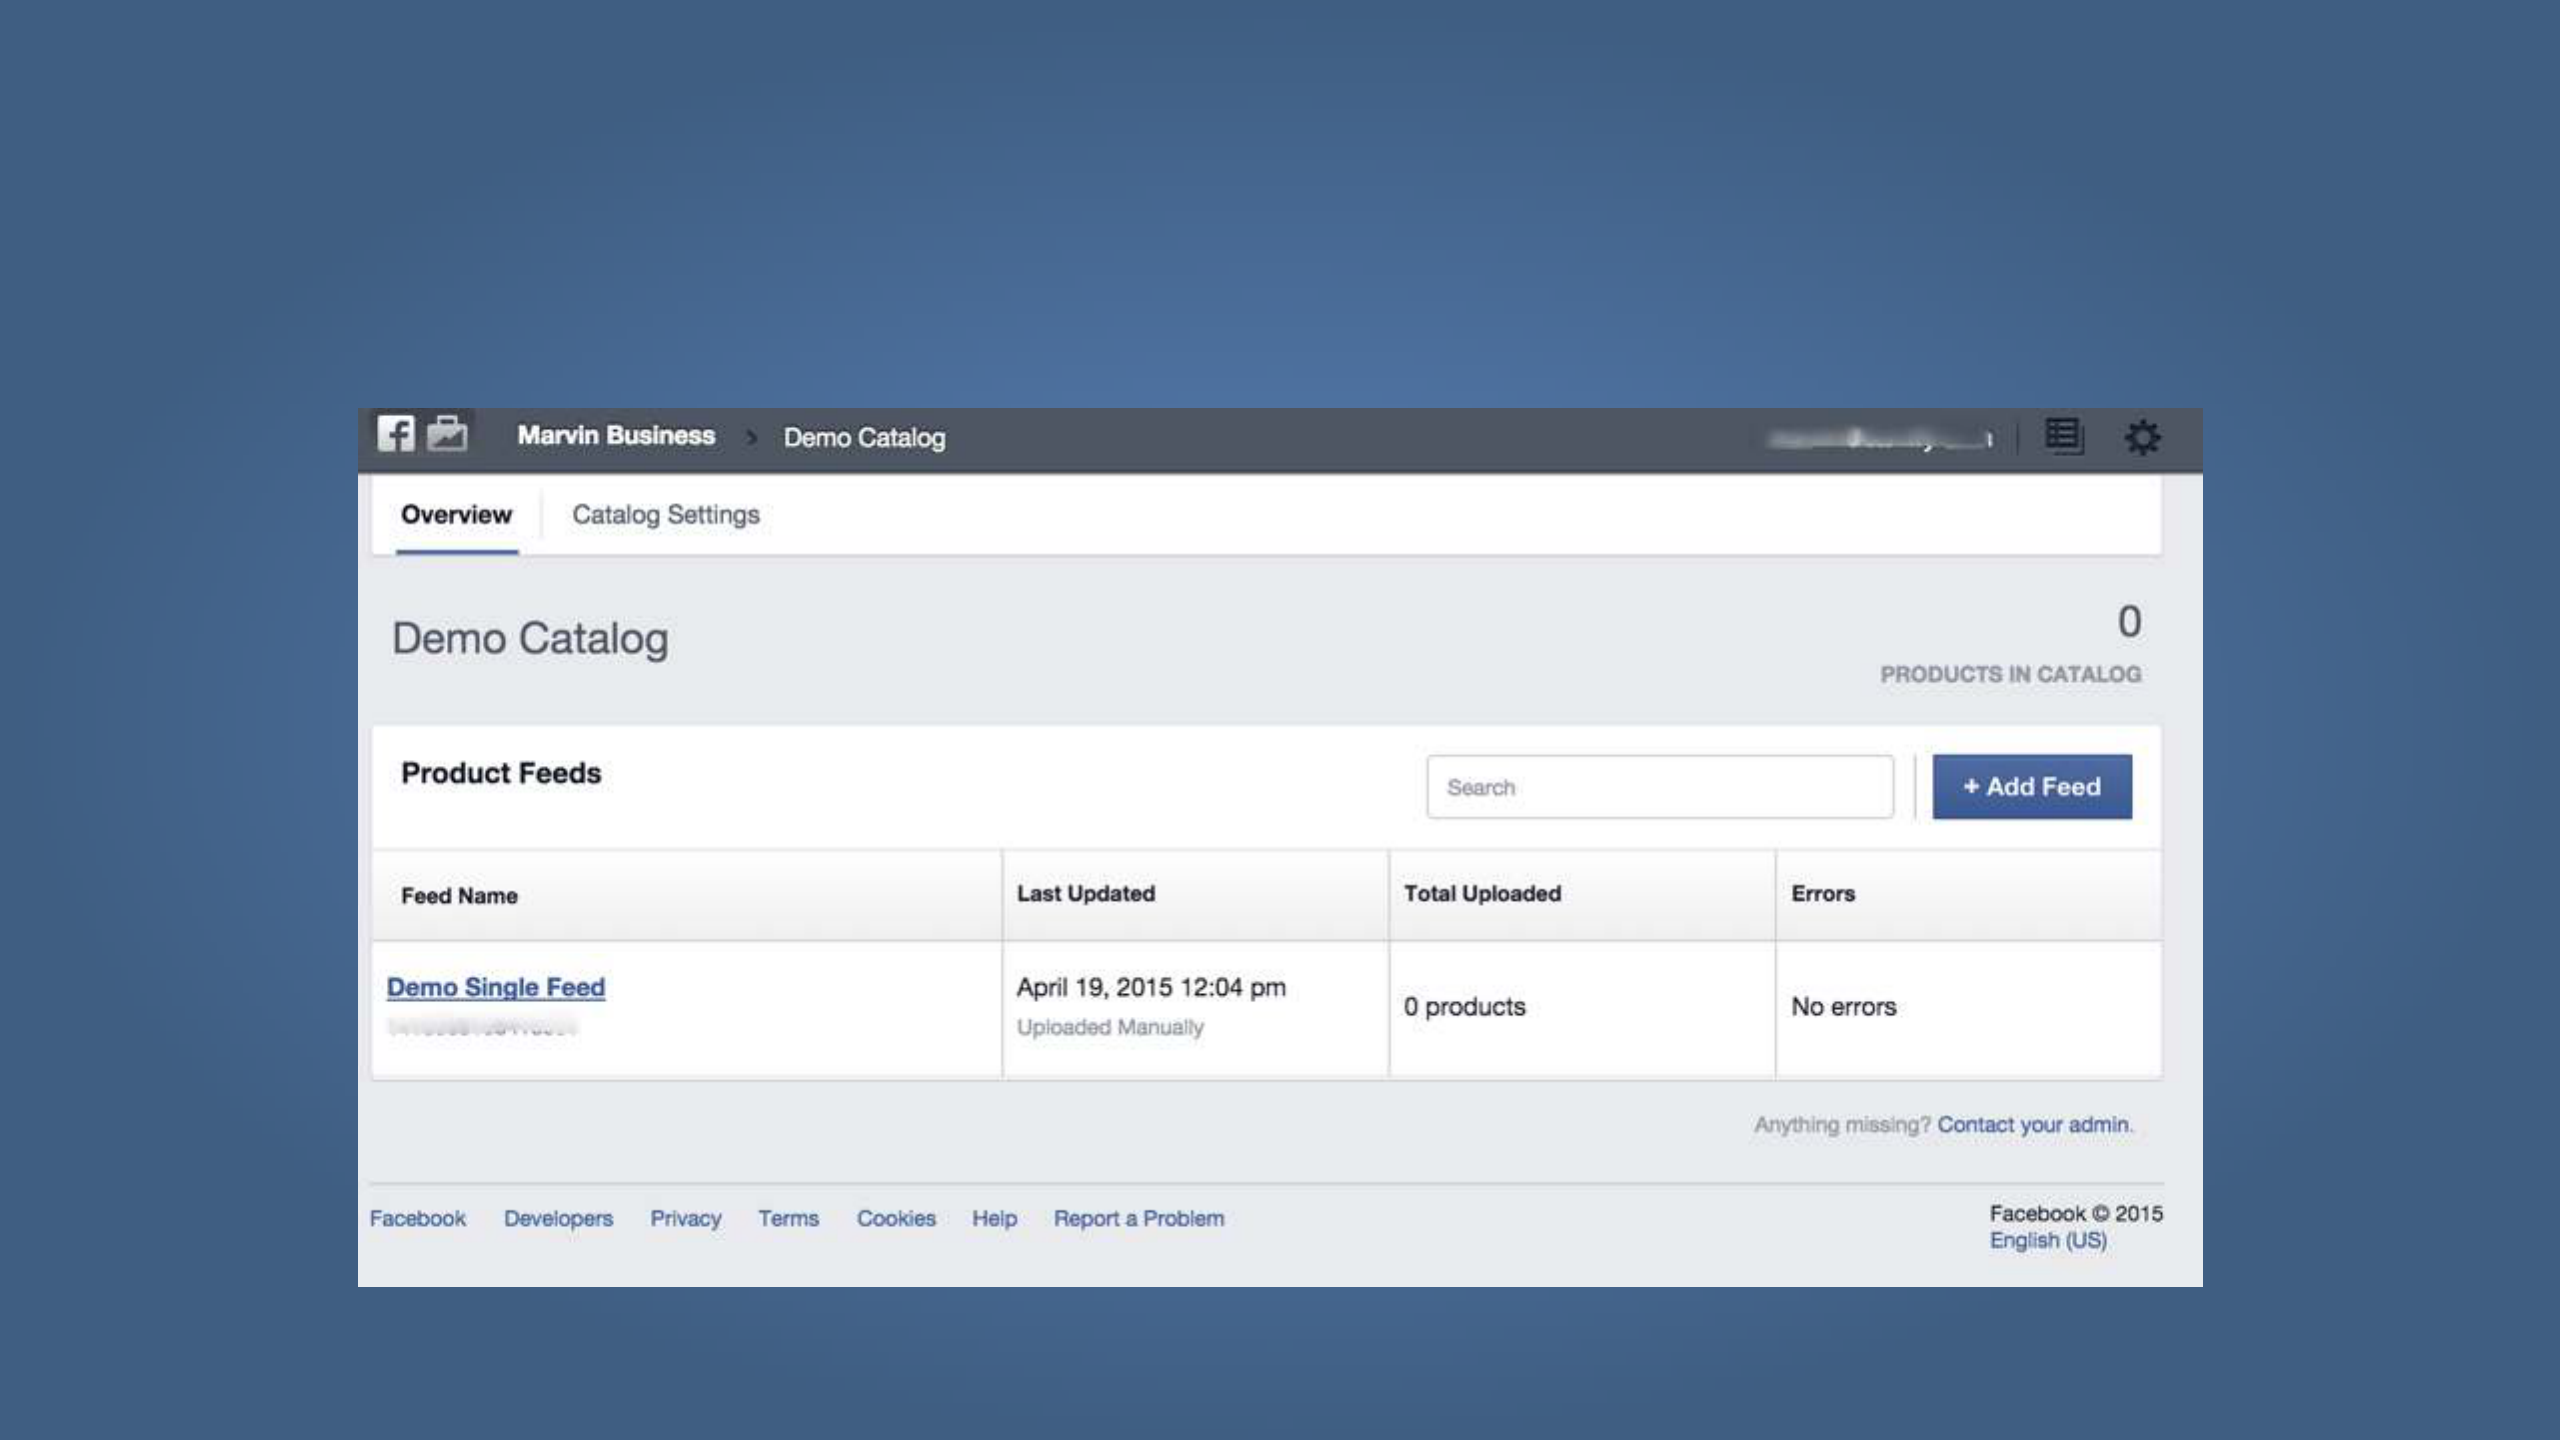 Marvin Business > Demo Catalog
Overview Catalog Settings
Demo Catalog
0
PRODUCTS IN CATALOG
Product Feeds Search + Add Feed
Feed Name Last Updated Total Uploaded Errors
Demo Single Feed April 19, 2015 12:04 pm 0 products No errors
Uploaded Manually
Anything missing? Contact your admin.
Facebook Developers Privacy Terms Cookies Help Report a Problem
Facebook © 2015
English (US)